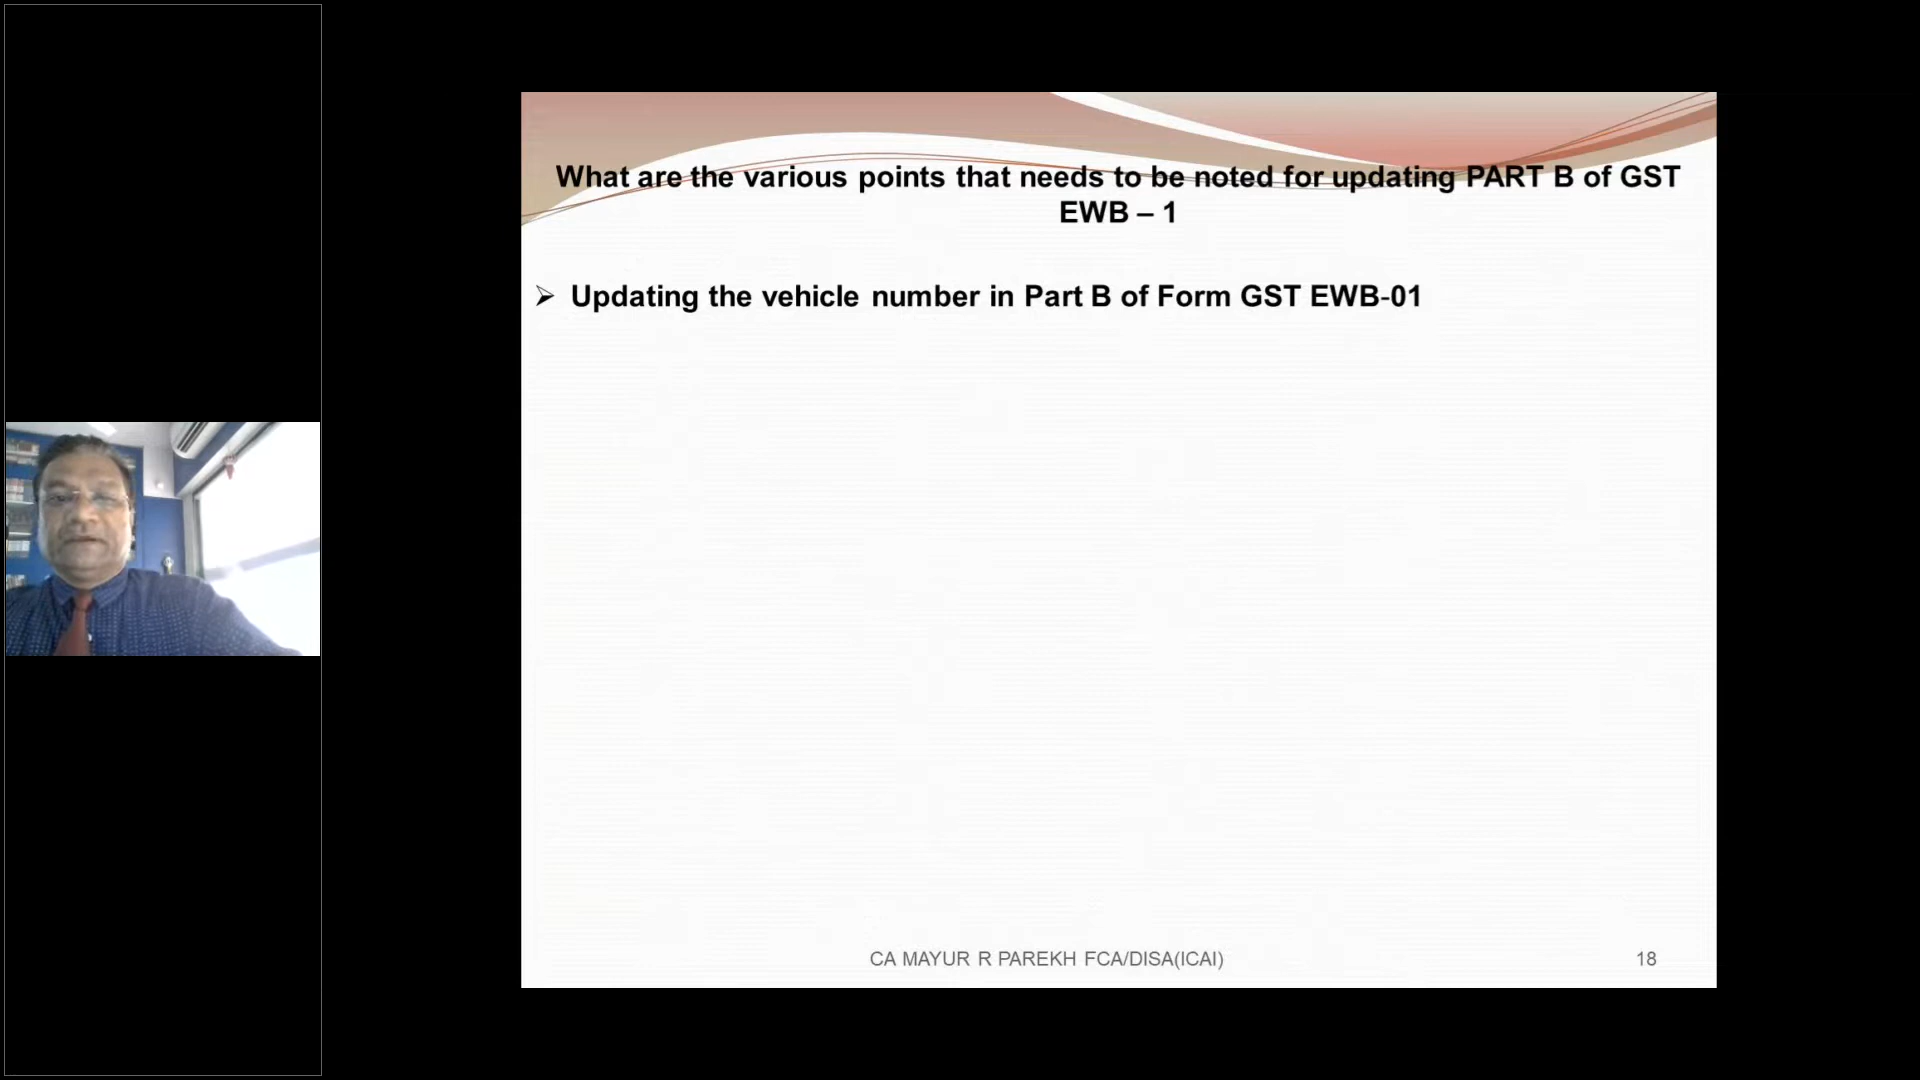 What are the various points that needs to be noted for updating PART B of GST
EWB – 1
➢ Updating the vehicle number in Part B of Form GST EWB-01
CA MAYUR R PAREKH FCA/DISA(ICAI)
18